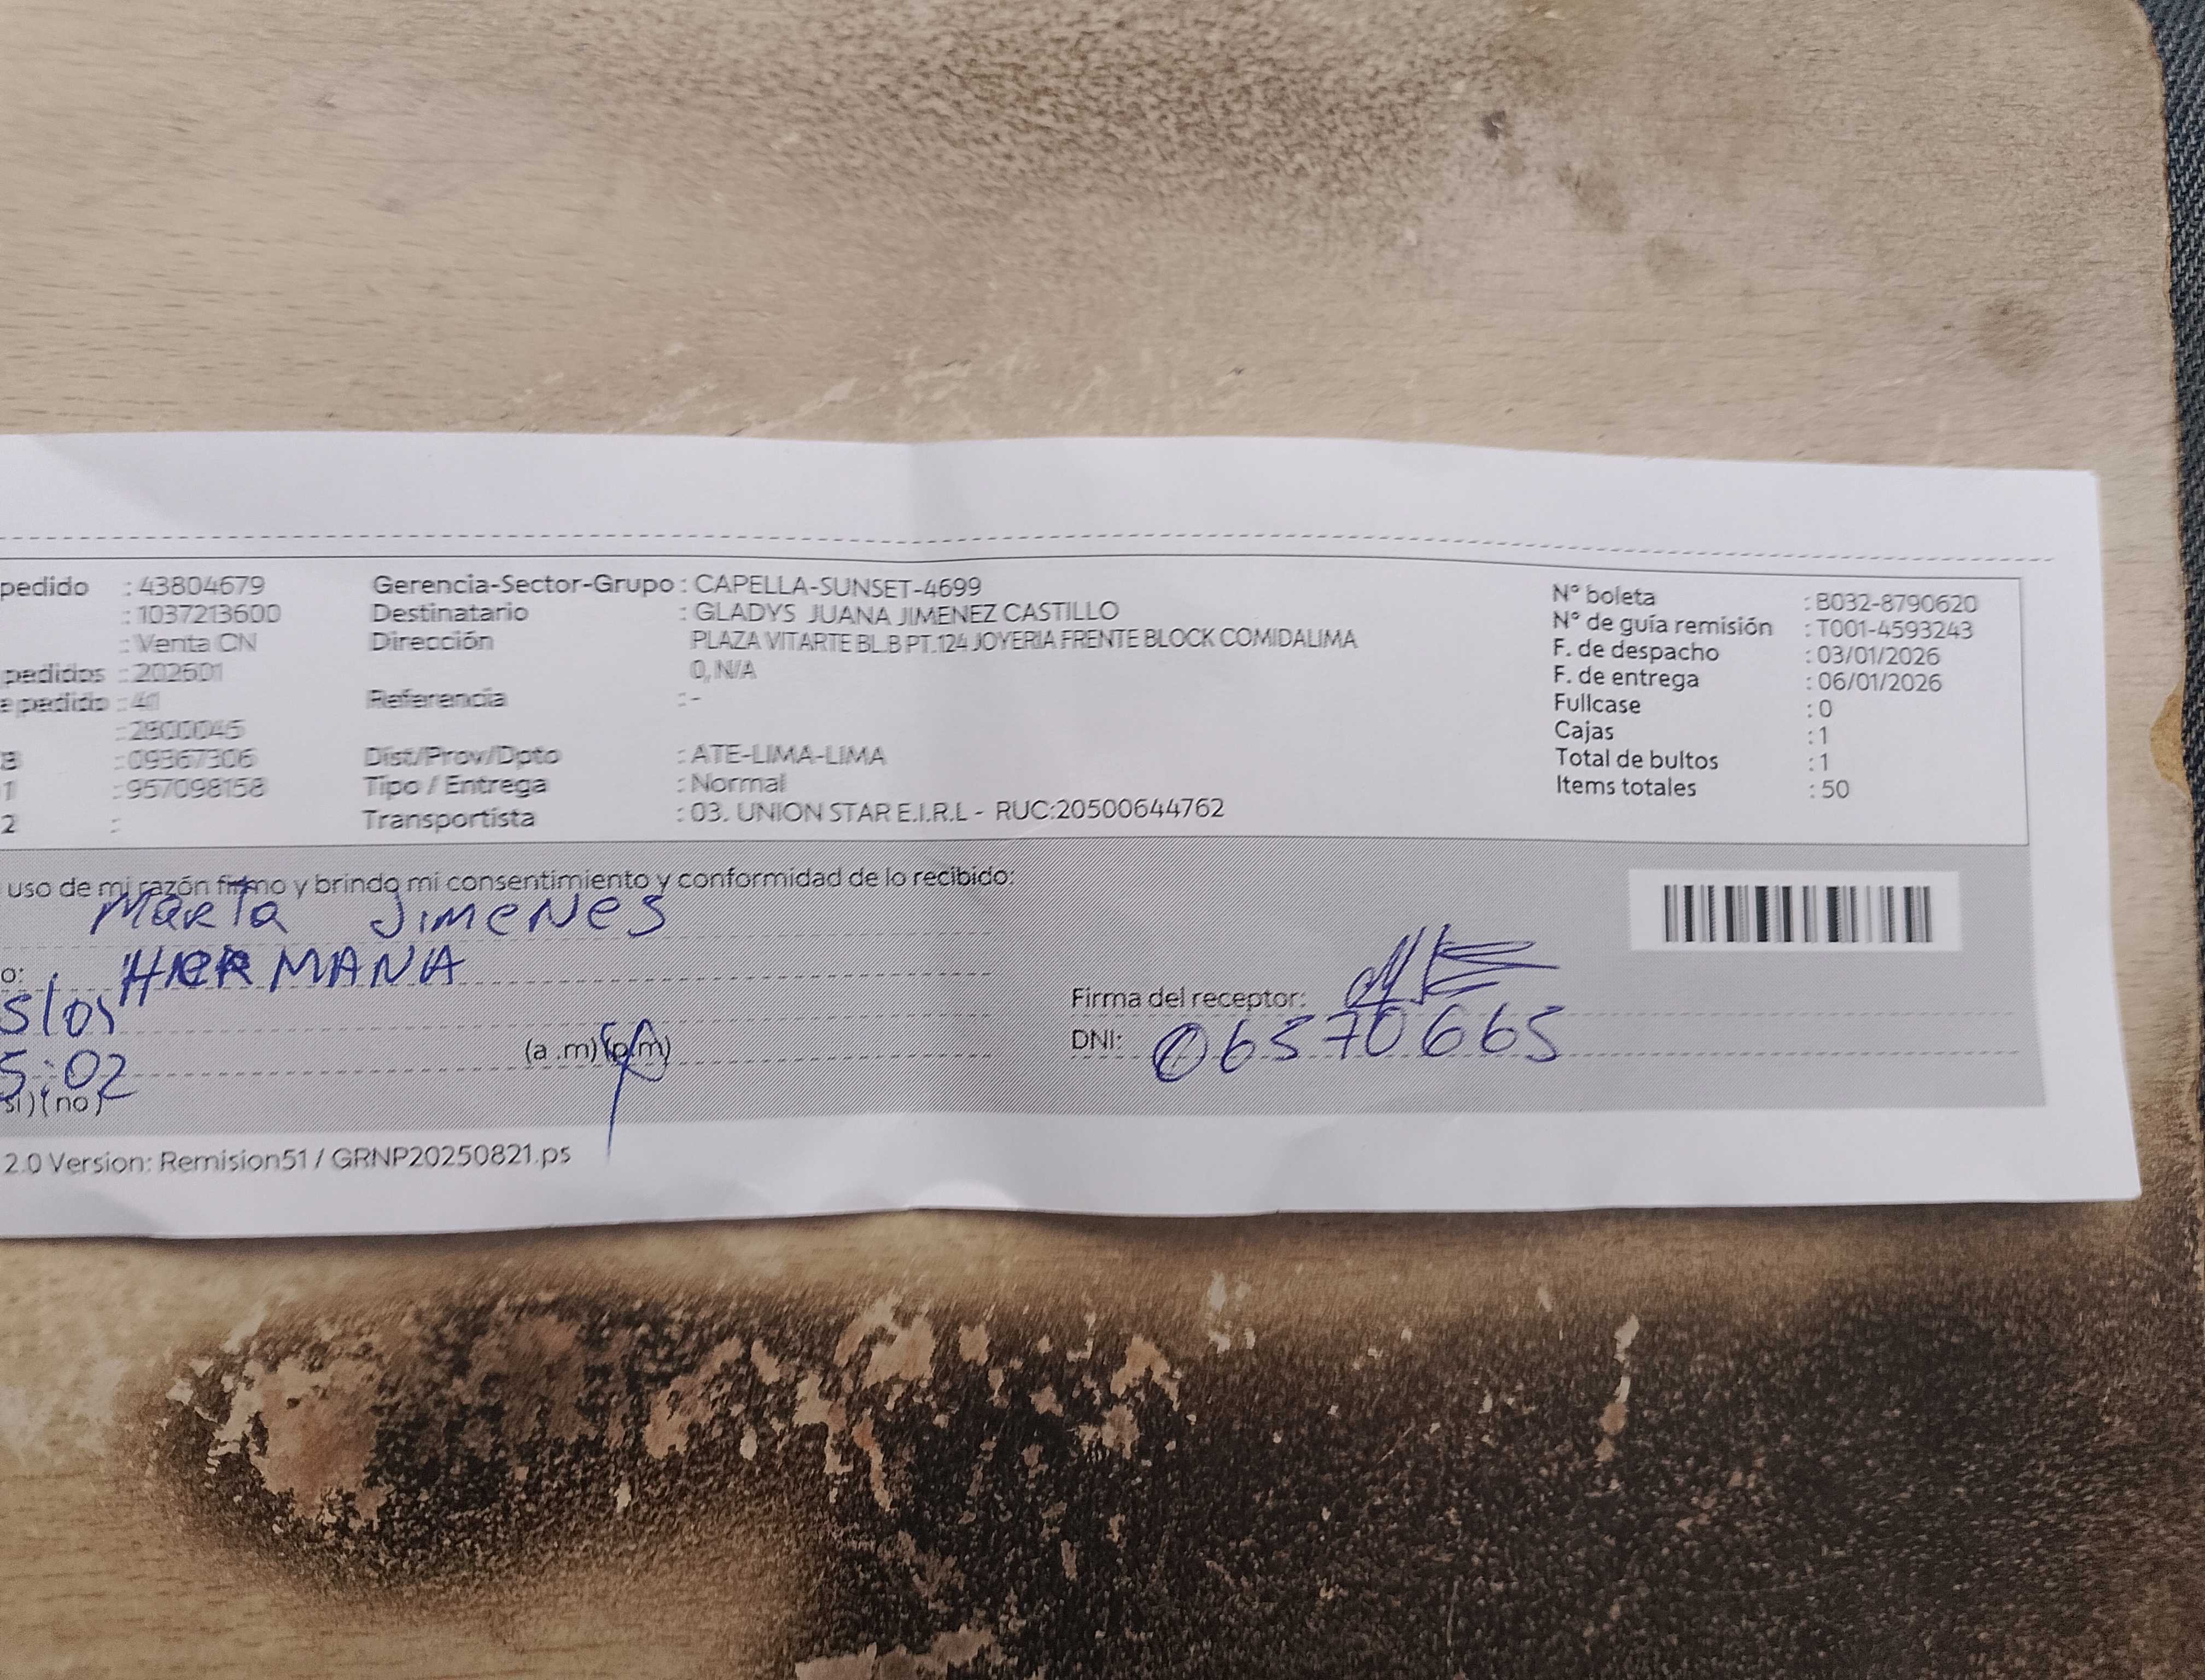 pedido : 43804679 Gerencia-Sector-Grupo : CAPELLA-SUNSET-4699 N° boleta : B032-8790620
: 1037213600 Destinatario : GLADYS JUANA JIMENEZ CASTILLO N° de guía remisión : T001-4593243
: Venta CN Dirección PLAZA VITARTE BL.B PT.124 JOYERIA FRENTE BLOCK COMIDALIMA F. de despacho : 03/01/2026
pedidos : 202601 0, N/A F. de entrega : 06/01/2026
e pedido : 41 Referencia : - Fullcase : 0
: 2800045 Cajas : 1
: 09367306 Dist/Prov/Dpto : ATE-LIMA-LIMA Total de bultos : 1
1 : 957098158 Tipo / Entrega : Normal Items totales : 50
2 : Transportista : 03. UNION STAR E.I.R.L - RUC:20500644762
uso de mi razón firmo y brindo mi consentimiento y conformidad de lo recibido:
MaRTa JiMeNes
o: HERMANA
5/01 Firma del receptor:
5:02 (a .m) (p.m) DNI: 06570665
si) (no)
2.0 Version: Remision51 / GRNP20250821.ps